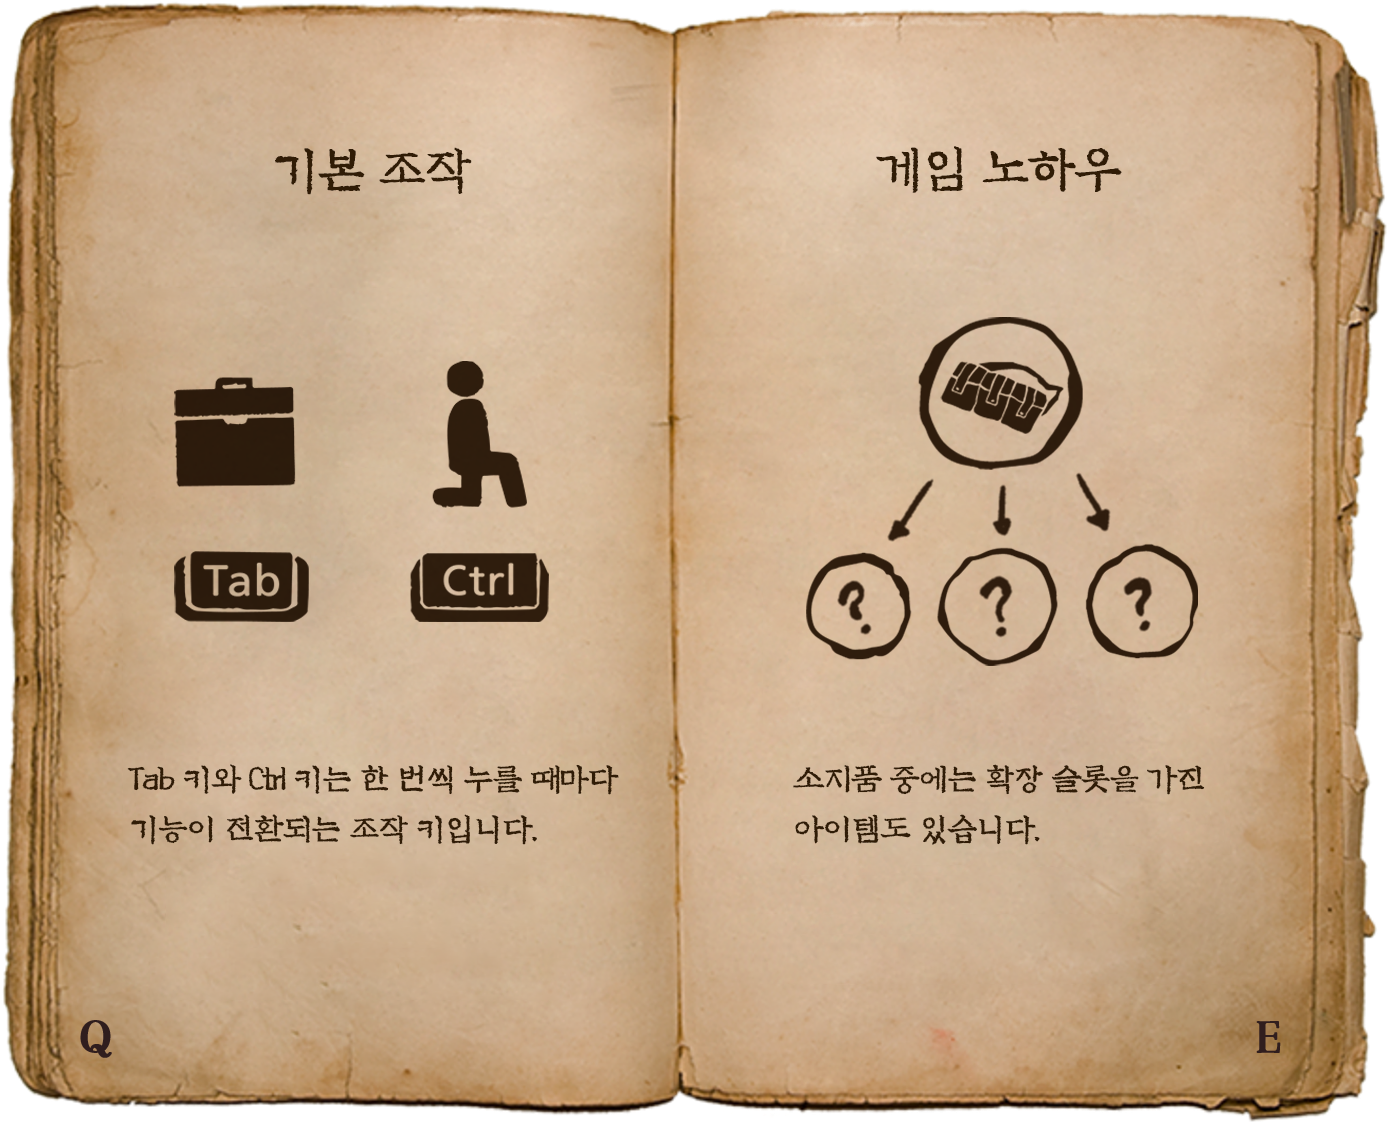 기본 조작
Tab
Ctrl
Tab 키와 Ctrl 키는 한 번씩 누를 때마다
기능이 전환되는 조작 키입니다.
Q
게임 노하우
?
?
?
소지품 중에는 확장 슬롯을 가진
아이템도 있습니다.
E